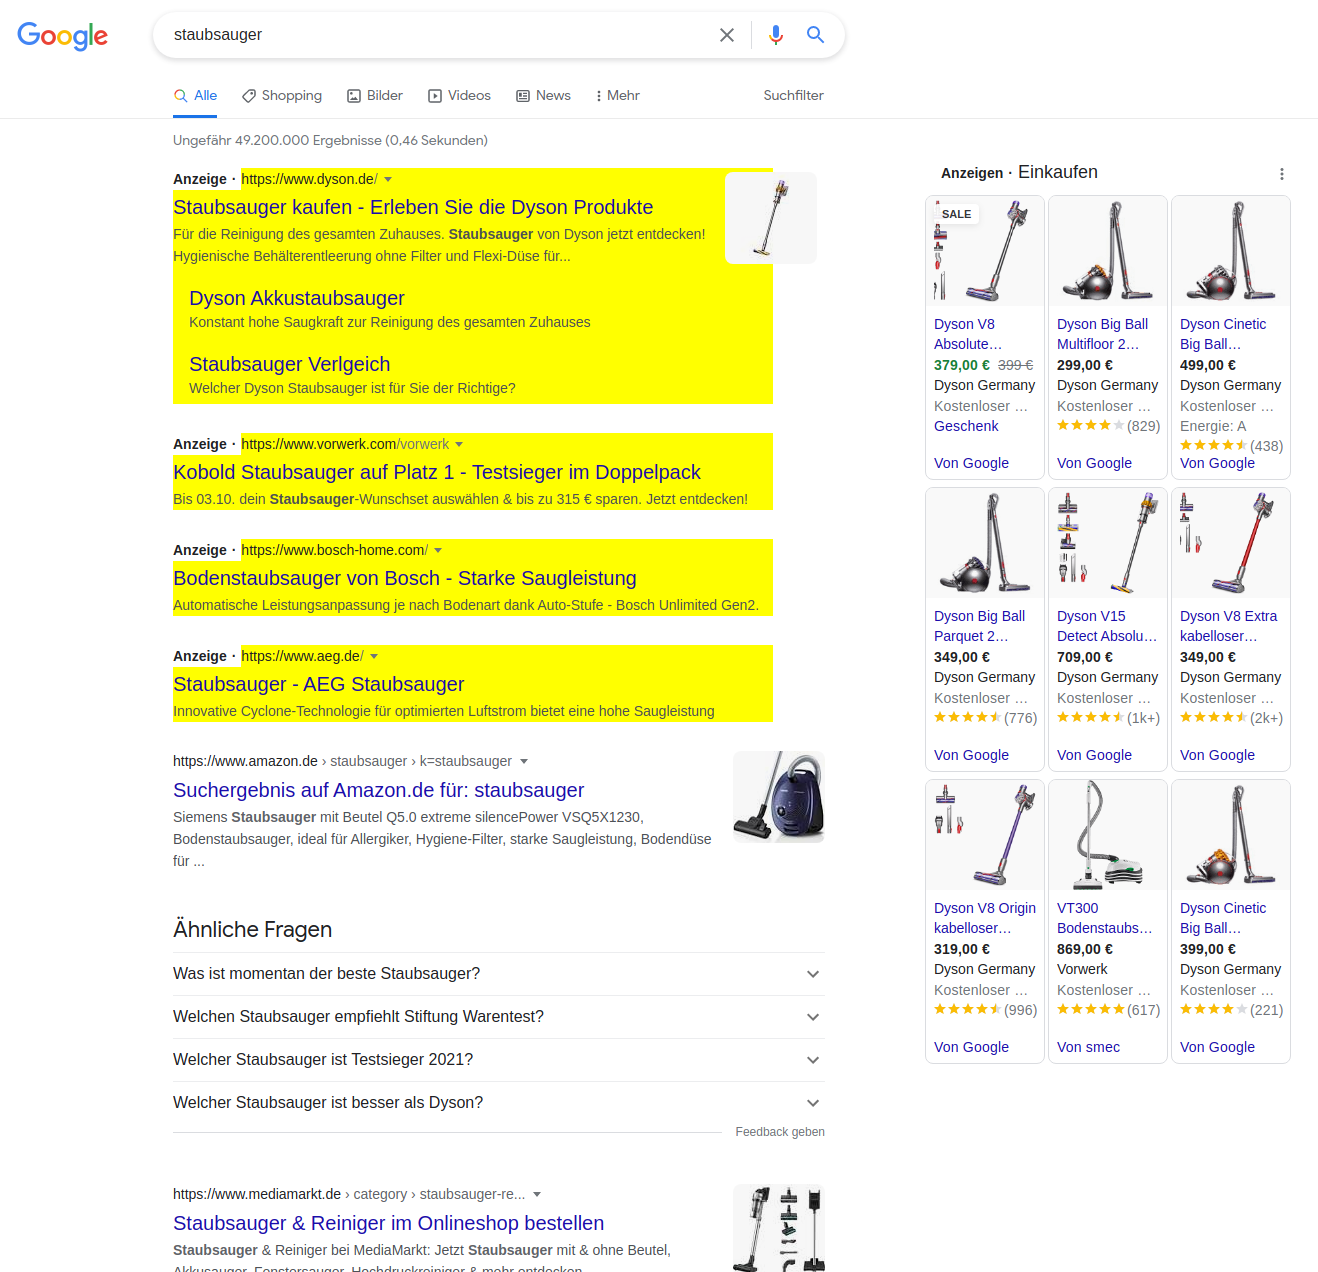 Google
staubsauger
Alle
Shopping
Bilder
Videos
News
Mehr
Suchfilter
Ungefähr 49.200.000 Ergebnisse (0,46 Sekunden)
Anzeige · https://www.dyson.de/
Staubsauger kaufen - Erleben Sie die Dyson Produkte
Für die Reinigung des gesamten Zuhauses. Staubsauger von Dyson jetzt entdecken!
Hygienische Behälterentleerung ohne Filter und Flexi-Düse für...
Dyson Akkustaubsauger
Konstant hohe Saugkraft zur Reinigung des gesamten Zuhauses
Staubsauger Verlgeich
Welcher Dyson Staubsauger ist für Sie der Richtige?
Anzeige · https://www.vorwerk.com/vorwerk
Kobold Staubsauger auf Platz 1 - Testsieger im Doppelpack
Bis 03.10. dein Staubsauger-Wunschset auswählen & bis zu 315 € sparen. Jetzt entdecken!
Anzeige · https://www.bosch-home.com/
Bodenstaubsauger von Bosch - Starke Saugleistung
Automatische Leistungsanpassung je nach Bodenart dank Auto-Stufe - Bosch Unlimited Gen2.
Anzeige · https://www.aeg.de/
Staubsauger - AEG Staubsauger
Innovative Cyclone-Technologie für optimierten Luftstrom bietet eine hohe Saugleistung
https://www.amazon.de › staubsauger › k=staubsauger
Suchergebnis auf Amazon.de für: staubsauger
Siemens Staubsauger mit Beutel Q5.0 extreme silencePower VSQ5X1230,
Bodenstaubsauger, ideal für Allergiker, Hygiene-Filter, starke Saugleistung, Bodendüse
für ...
Ähnliche Fragen
Was ist momentan der beste Staubsauger?
Welchen Staubsauger empfiehlt Stiftung Warentest?
Welcher Staubsauger ist Testsieger 2021?
Welcher Staubsauger ist besser als Dyson?
Feedback geben
https://www.mediamarkt.de › category › staubsauger-re...
Staubsauger & Reiniger im Onlineshop bestellen
Staubsauger & Reiniger bei MediaMarkt: Jetzt Staubsauger mit & ohne Beutel,
Akkusauger, Fenstersauger, Hochdruckreiniger & mehr entdecken
Anzeigen · Einkaufen
SALE
Dyson V8
Absolute…
379,00 € 399 €
Dyson Germany
Kostenloser …
Geschenk
Von Google
Dyson Big Ball
Multifloor 2…
299,00 €
Dyson Germany
Kostenloser …
(829)
Von Google
Dyson Cinetic
Big Ball…
499,00 €
Dyson Germany
Kostenloser …
Energie: A
(438)
Von Google
Dyson Big Ball
Parquet 2…
349,00 €
Dyson Germany
Kostenloser …
(776)
Von Google
Dyson V15
Detect Absolu…
709,00 €
Dyson Germany
Kostenloser …
(1k+)
Von Google
Dyson V8 Extra
kabelloser…
349,00 €
Dyson Germany
Kostenloser …
(2k+)
Von Google
Dyson V8 Origin
kabelloser…
319,00 €
Dyson Germany
Kostenloser …
(996)
Von Google
VT300
Bodenstaubs…
869,00 €
Vorwerk
Kostenloser …
(617)
Von smec
Dyson Cinetic
Big Ball…
399,00 €
Dyson Germany
Kostenloser …
(221)
Von Google